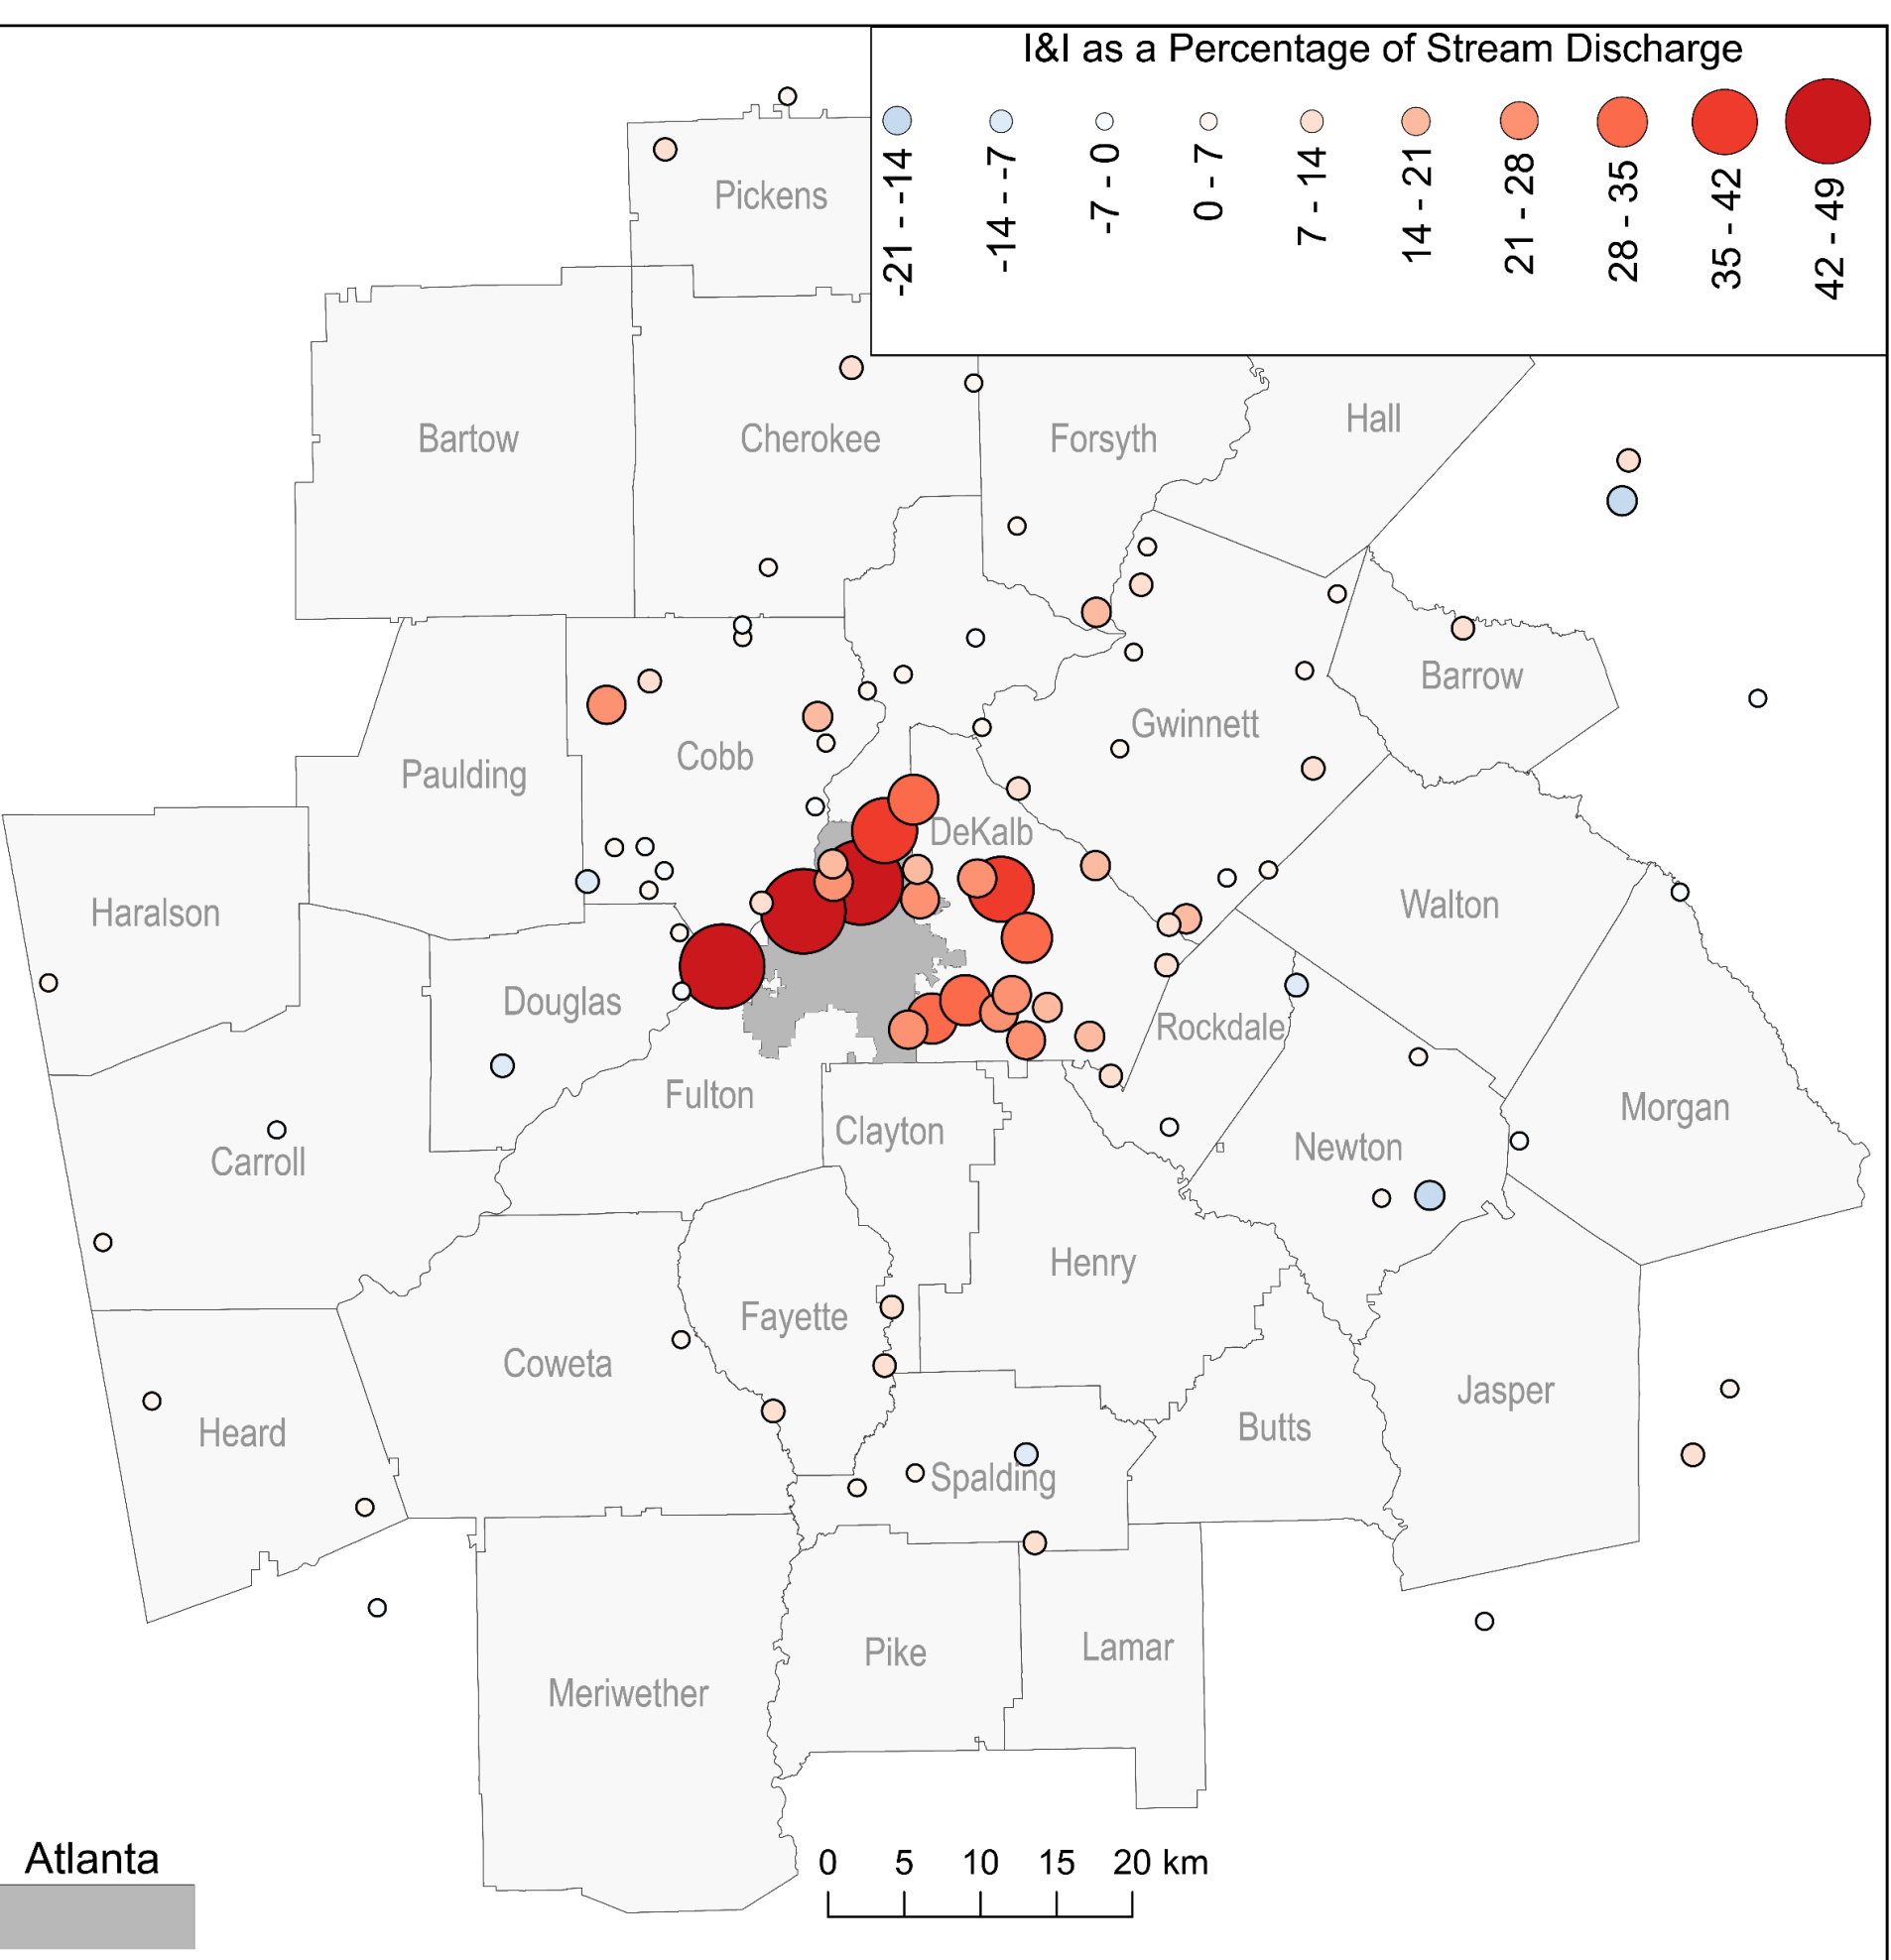 I&I as a Percentage of Stream Discharge
-21 - -14
-14 - -7
-7 - 0
0 - 7
7 - 14
14 - 21
21 - 28
28 - 35
35 - 42
42 - 49
Pickens
Bartow
Cherokee
Forsyth
Hall
Paulding
Cobb
Gwinnett
Barrow
DeKalb
Haralson
Walton
Douglas
Rockdale
Fulton
Clayton
Carroll
Newton
Morgan
Henry
Fayette
Coweta
Heard
Spalding
Butts
Jasper
Meriwether
Pike
Lamar
Atlanta
0 5 10 15 20 km